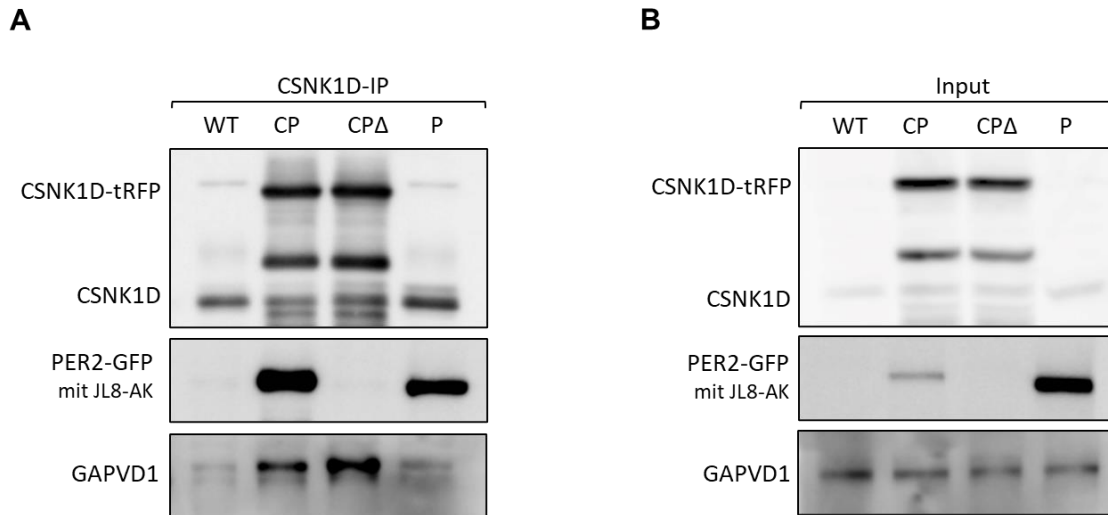 A
CSNK1D-IP
WT CP CPΔ P
CSNK1D-tRFP
CSNK1D
PER2-GFP
mit JL8-AK
GAPVD1
B
Input
WT CP CPΔ P
CSNK1D-tRFP
CSNK1D
PER2-GFP
mit JL8-AK
GAPVD1